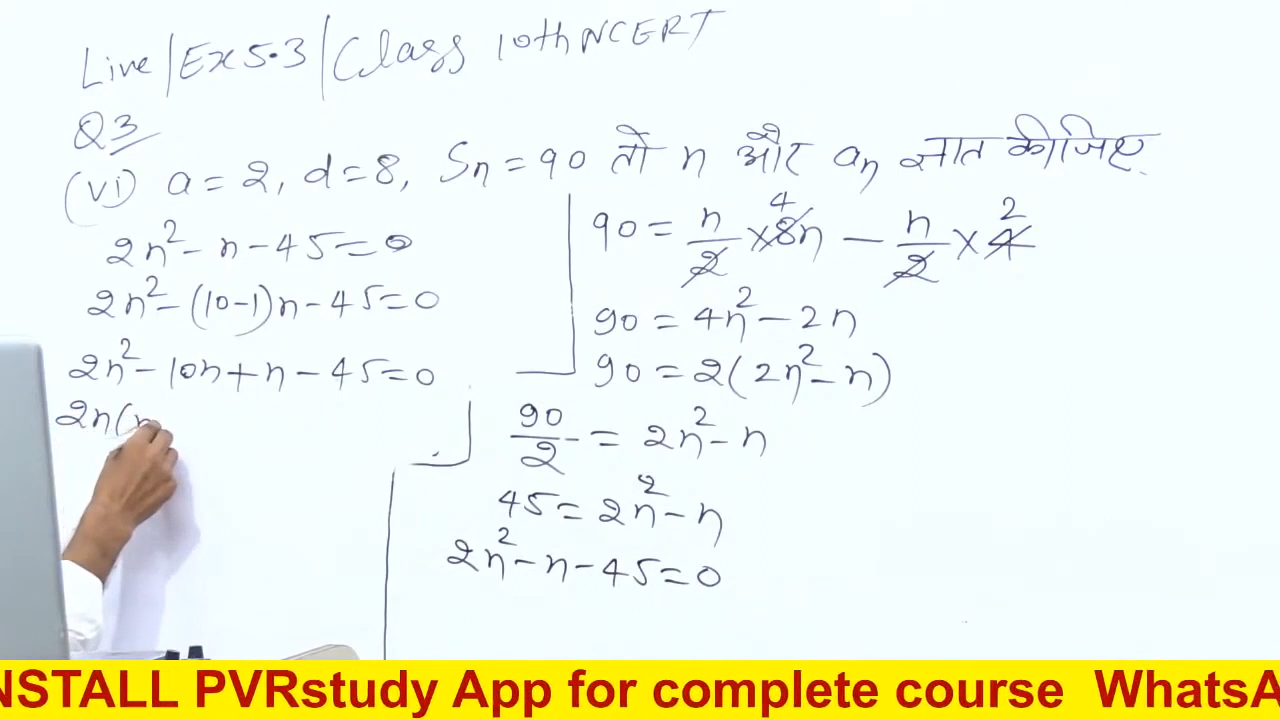 Live/Ex 5.3/Class 10th NCERT
Q3
(vi) a = 2, d = 8, Sn = 90 तो n और an ज्ञात कीजिए.
90 = n/2 × 8n 4 – n/2 × 4 2
90 = 4n² – 2n
90 = 2(2n² – n)
90/2 = 2n² – n
45 = 2n² – n
2n² – n – 45 = 0
2n² – n – 45 = 0
2n² – (10–1)n – 45 = 0
2n² – 10n + n – 45 = 0
2n(
NSTALL PVRstudy App for complete course WhatsA